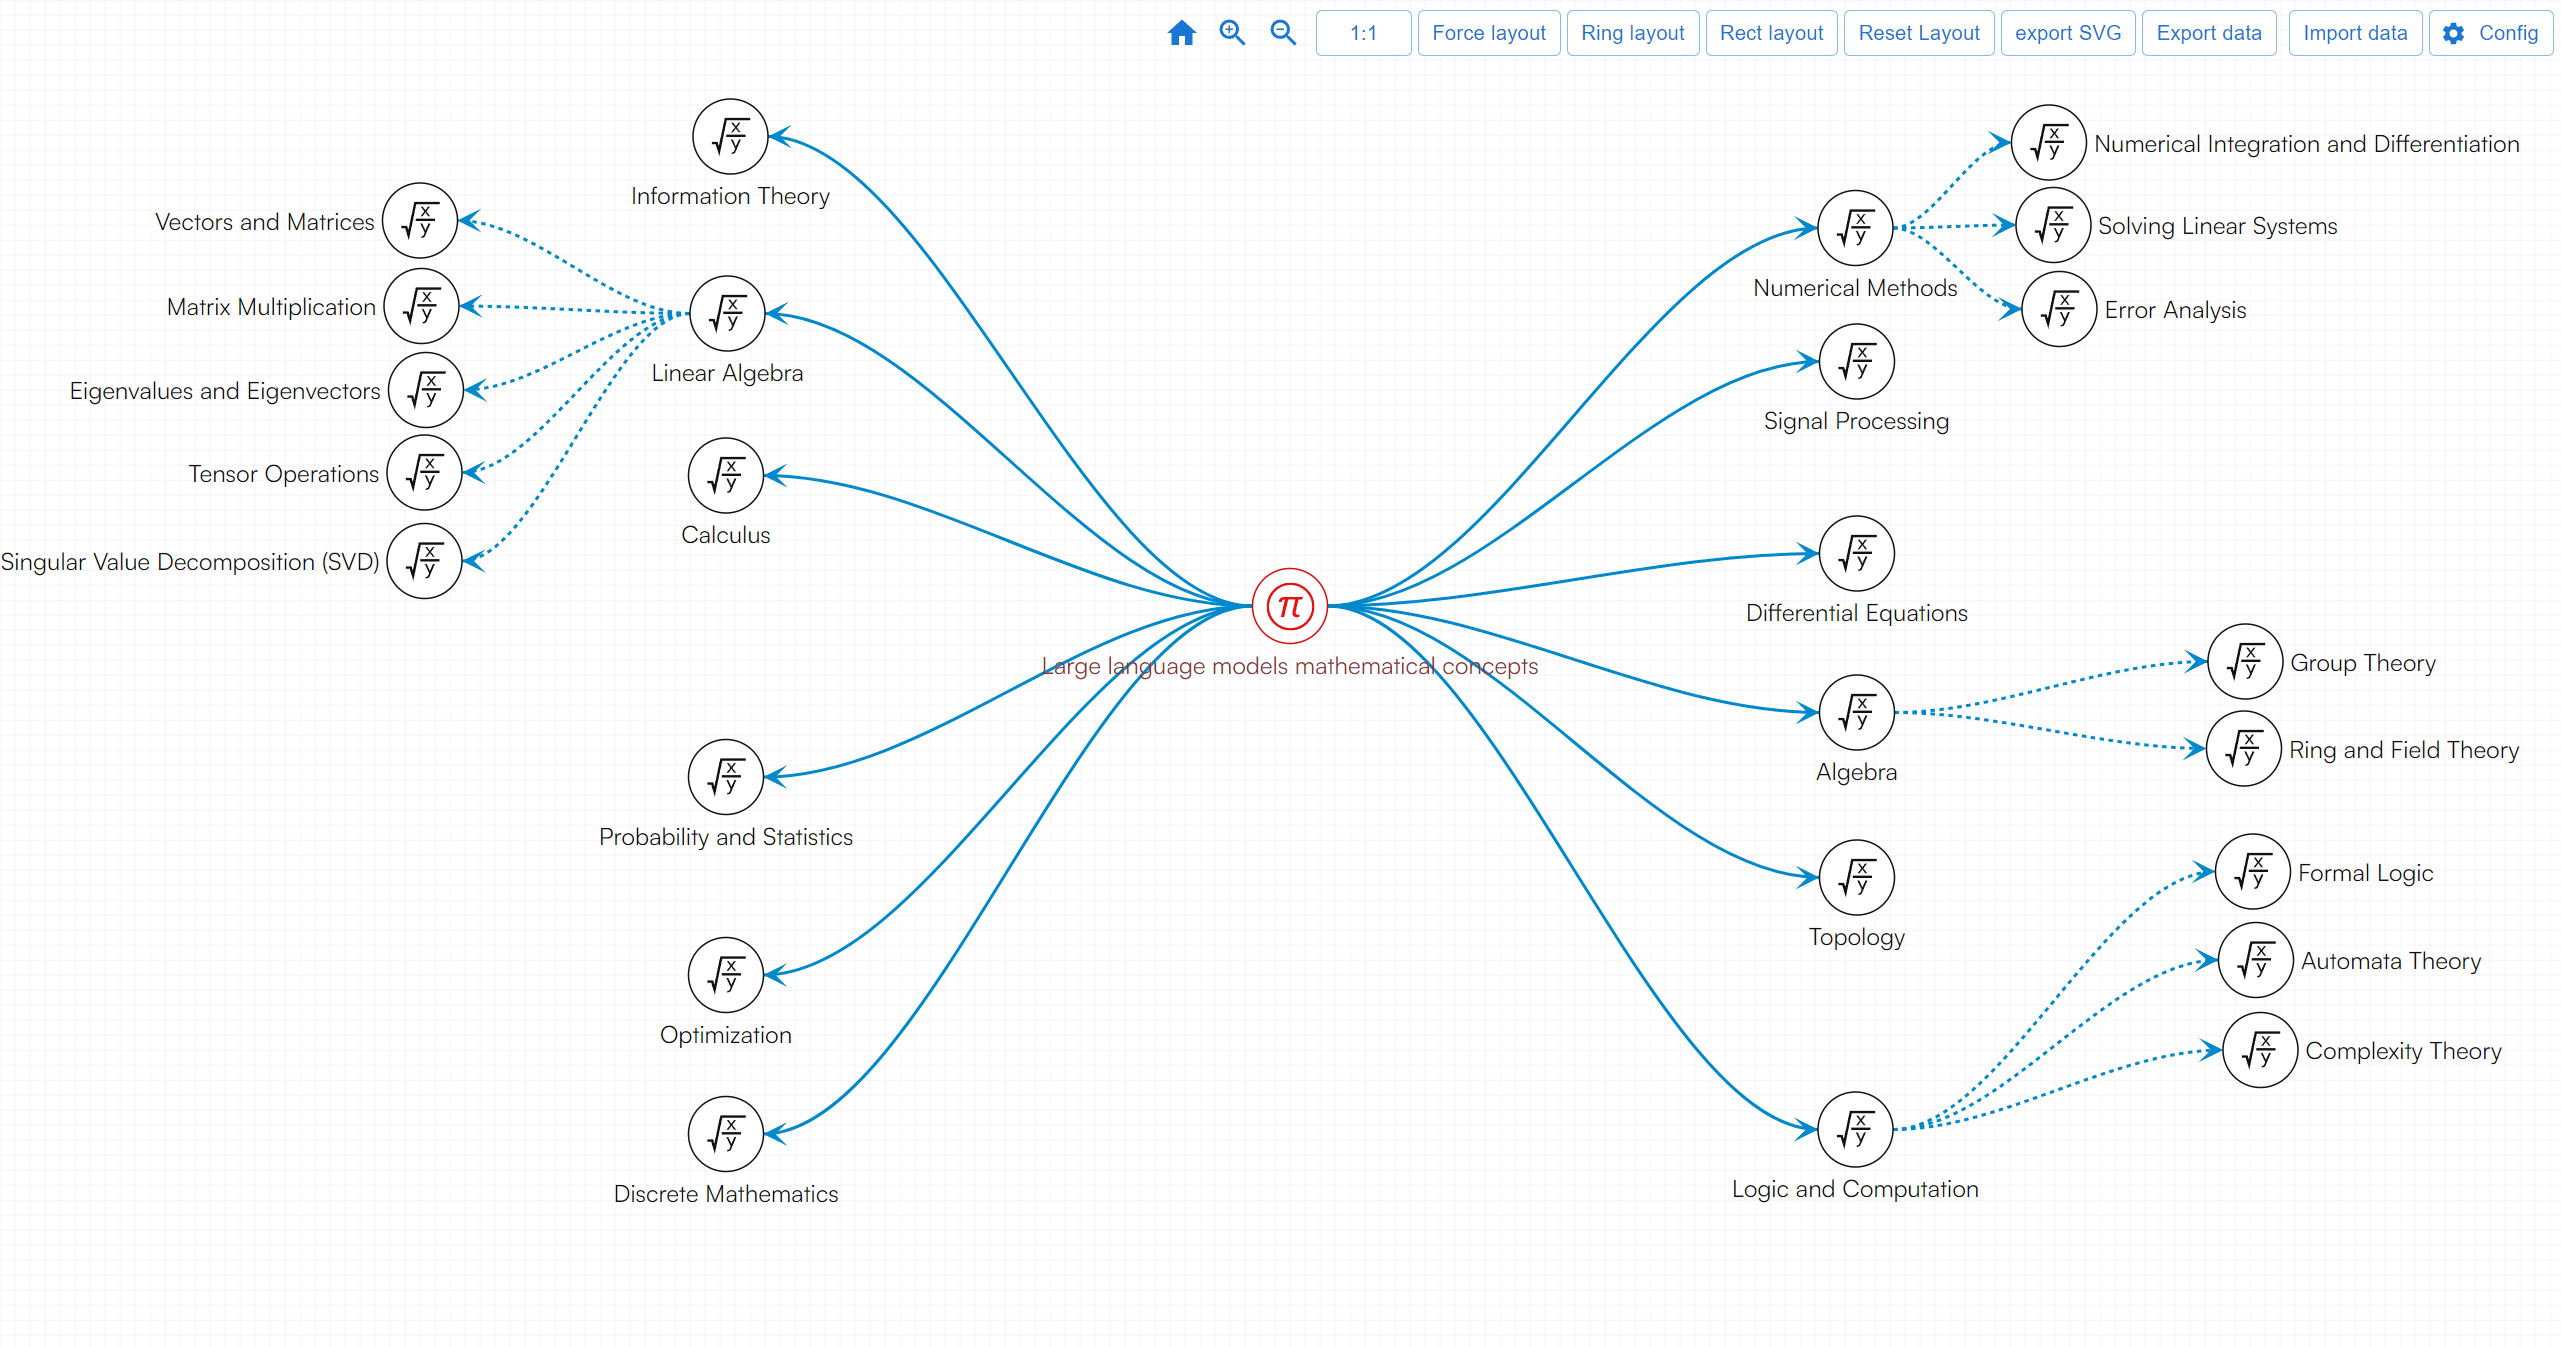 1:1
Force layout
Ring layout
Rect layout
Reset Layout
export SVG
Export data
Import data
Config
Information Theory
Vectors and Matrices
Matrix Multiplication
Eigenvalues and Eigenvectors
Tensor Operations
Singular Value Decomposition (SVD)
Linear Algebra
Calculus
Probability and Statistics
Optimization
Discrete Mathematics
π
Large language models mathematical concepts
Numerical Methods
Numerical Integration and Differentiation
Solving Linear Systems
Error Analysis
Signal Processing
Differential Equations
Algebra
Group Theory
Ring and Field Theory
Topology
Logic and Computation
Formal Logic
Automata Theory
Complexity Theory